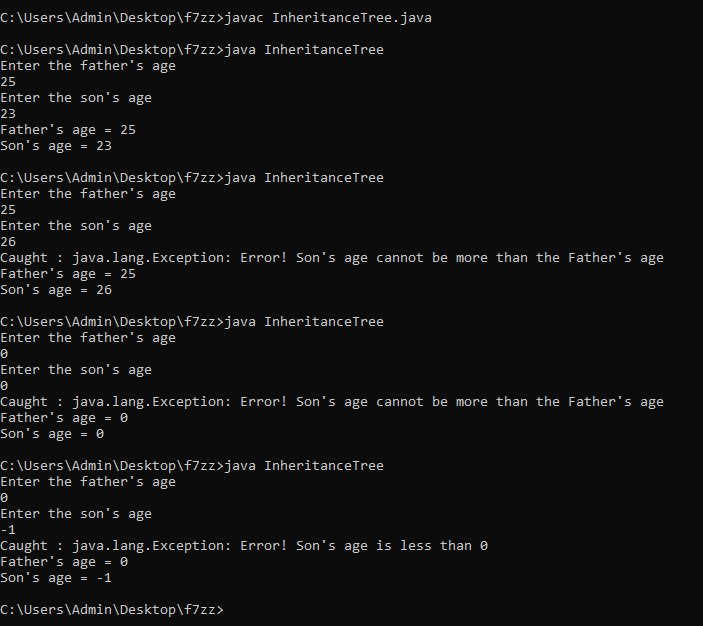 C:\Users\Admin\Desktop\f7zz>javac InheritanceTree.java
C:\Users\Admin\Desktop\f7zz>java InheritanceTree
Enter the father's age
25
Enter the son's age
23
Father's age = 25
Son's age = 23
C:\Users\Admin\Desktop\f7zz>java InheritanceTree
Enter the father's age
25
Enter the son's age
26
Caught : java.lang.Exception: Error! Son's age cannot be more than the Father's age
Father's age = 25
Son's age = 26
C:\Users\Admin\Desktop\f7zz>java InheritanceTree
Enter the father's age
0
Enter the son's age
0
Caught : java.lang.Exception: Error! Son's age cannot be more than the Father's age
Father's age = 0
Son's age = 0
C:\Users\Admin\Desktop\f7zz>java InheritanceTree
Enter the father's age
0
Enter the son's age
-1
Caught : java.lang.Exception: Error! Son's age is less than 0
Father's age = 0
Son's age = -1
C:\Users\Admin\Desktop\f7zz>